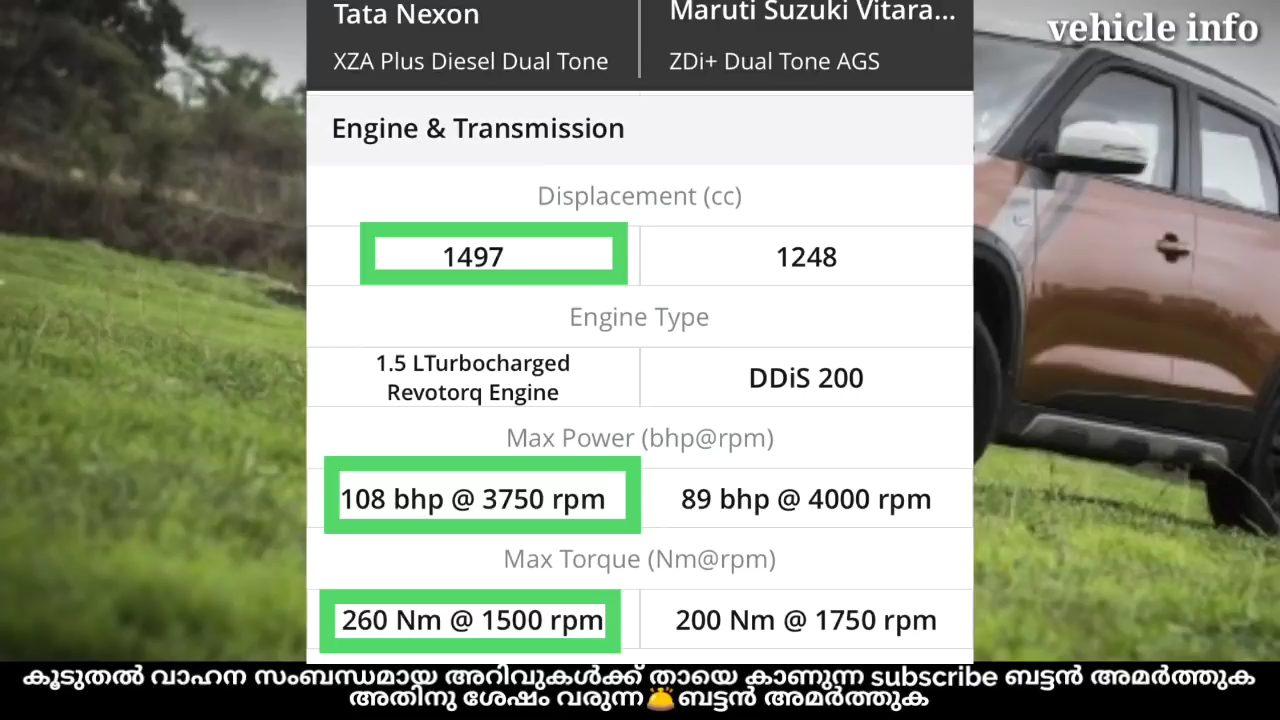 Tata Nexon
Maruti Suzuki Vitara...
vehicle info
XZA Plus Diesel Dual Tone
ZDi+ Dual Tone AGS
Engine & Transmission
Displacement (cc)
1497
1248
Engine Type
1.5 LTurbocharged
Revotorq Engine
DDiS 200
Max Power (bhp@rpm)
108 bhp @ 3750 rpm
89 bhp @ 4000 rpm
Max Torque (Nm@rpm)
260 Nm @ 1500 rpm
200 Nm @ 1750 rpm
കൂടുതൽ വാഹന സംബന്ധമായ അറിവുകൾക്ക് തായെ കാണുന്ന subscribe ബട്ടൻ അമർത്തുക
അതിനു ശേഷം വരുന്ന🛎️ബട്ടൻ അമർത്തുക